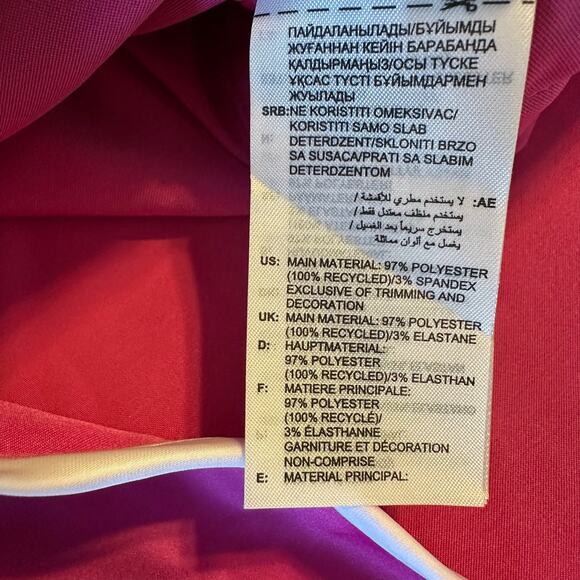 ПАЙДАЛАНЫЛАДЫ/БҰЙЫМДЫ
ЖУҒАННАН КЕЙІН БАРАБАНДА
ҚАЛДЫРМАҢЫЗ/ОСЫ ТҮСКЕ
ҰҚСАС ТҮСТІ БҰЙЫМДАРМЕН
ЖУЫЛАДЫ
SRB:NE KORISTITI OMEKSIVAC/
KORISTITI SAMO SLAB
DETERDZENT/SKLONITI BRZO
SA SUSACA/PRATI SA SLABIM
DETERDZENTOM
AE: لا يستخدم مطري للأقمشة /
يستخدم منظف معتدل فقط /
يستخرج سريعاً بعد الغسيل /
يغسل مع ألوان مماثلة
US: MAIN MATERIAL: 97% POLYESTER
(100% RECYCLED)/3% SPANDEX
EXCLUSIVE OF TRIMMING AND
DECORATION
UK: MAIN MATERIAL: 97% POLYESTER
(100% RECYCLED)/3% ELASTANE
D: HAUPTMATERIAL:
97% POLYESTER
(100% RECYCLED)/3% ELASTHAN
F: MATIERE PRINCIPALE:
97% POLYESTER
(100% RECYCLÉ)/
3% ÉLASTHANNE
GARNITURE ET DÉCORATION
NON-COMPRISE
E: MATERIAL PRINCIPAL: